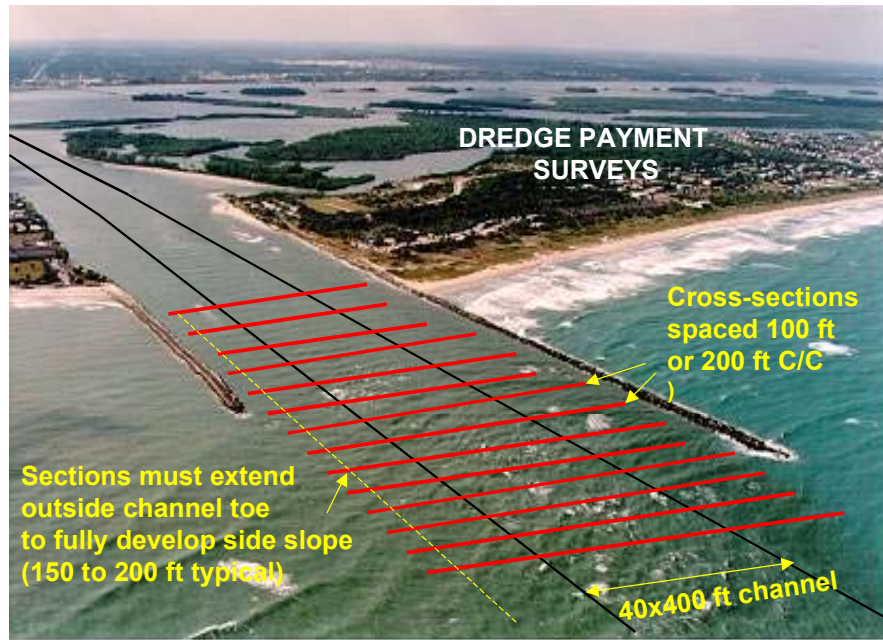 DREDGE PAYMENT
SURVEYS
Cross-sections
spaced 100 ft
or 200 ft C/C
)
Sections must extend
outside channel toe
to fully develop side slope
(150 to 200 ft typical)
40x400 ft channel